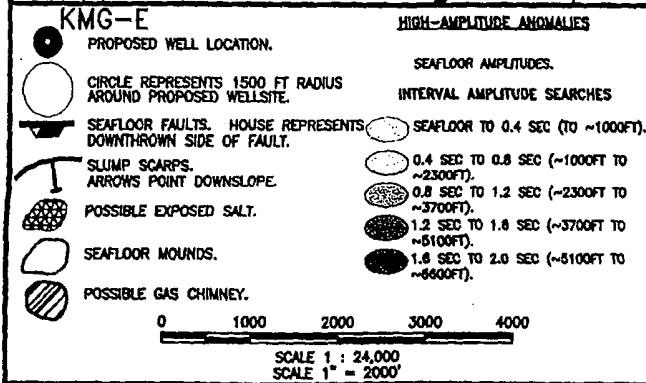 KMG-E
PROPOSED WELL LOCATION.
CIRCLE REPRESENTS 1500 FT RADIUS
AROUND PROPOSED WELLSITE.
SEAFLOOR FAULTS. HOUSE REPRESENTS
DOWNTHROWN SIDE OF FAULT.
SLUMP SCARPS.
ARROWS POINT DOWNSLOPE.
POSSIBLE EXPOSED SALT.
SEAFLOOR MOUNDS.
POSSIBLE GAS CHIMNEY.
HIGH-AMPLITUDE ANOMALIES
SEAFLOOR AMPLITUDES.
INTERVAL AMPLITUDE SEARCHES
SEAFLOOR TO 0.4 SEC (TO ~1000FT).
0.4 SEC TO 0.8 SEC (~1000FT TO
~2300FT).
0.8 SEC TO 1.2 SEC (~2300FT TO
~3700FT).
1.2 SEC TO 1.6 SEC (~3700FT TO
~5100FT).
1.6 SEC TO 2.0 SEC (~5100FT TO
~6600FT).
0 1000 2000 3000 4000
SCALE 1 : 24,000
SCALE 1" = 2000'